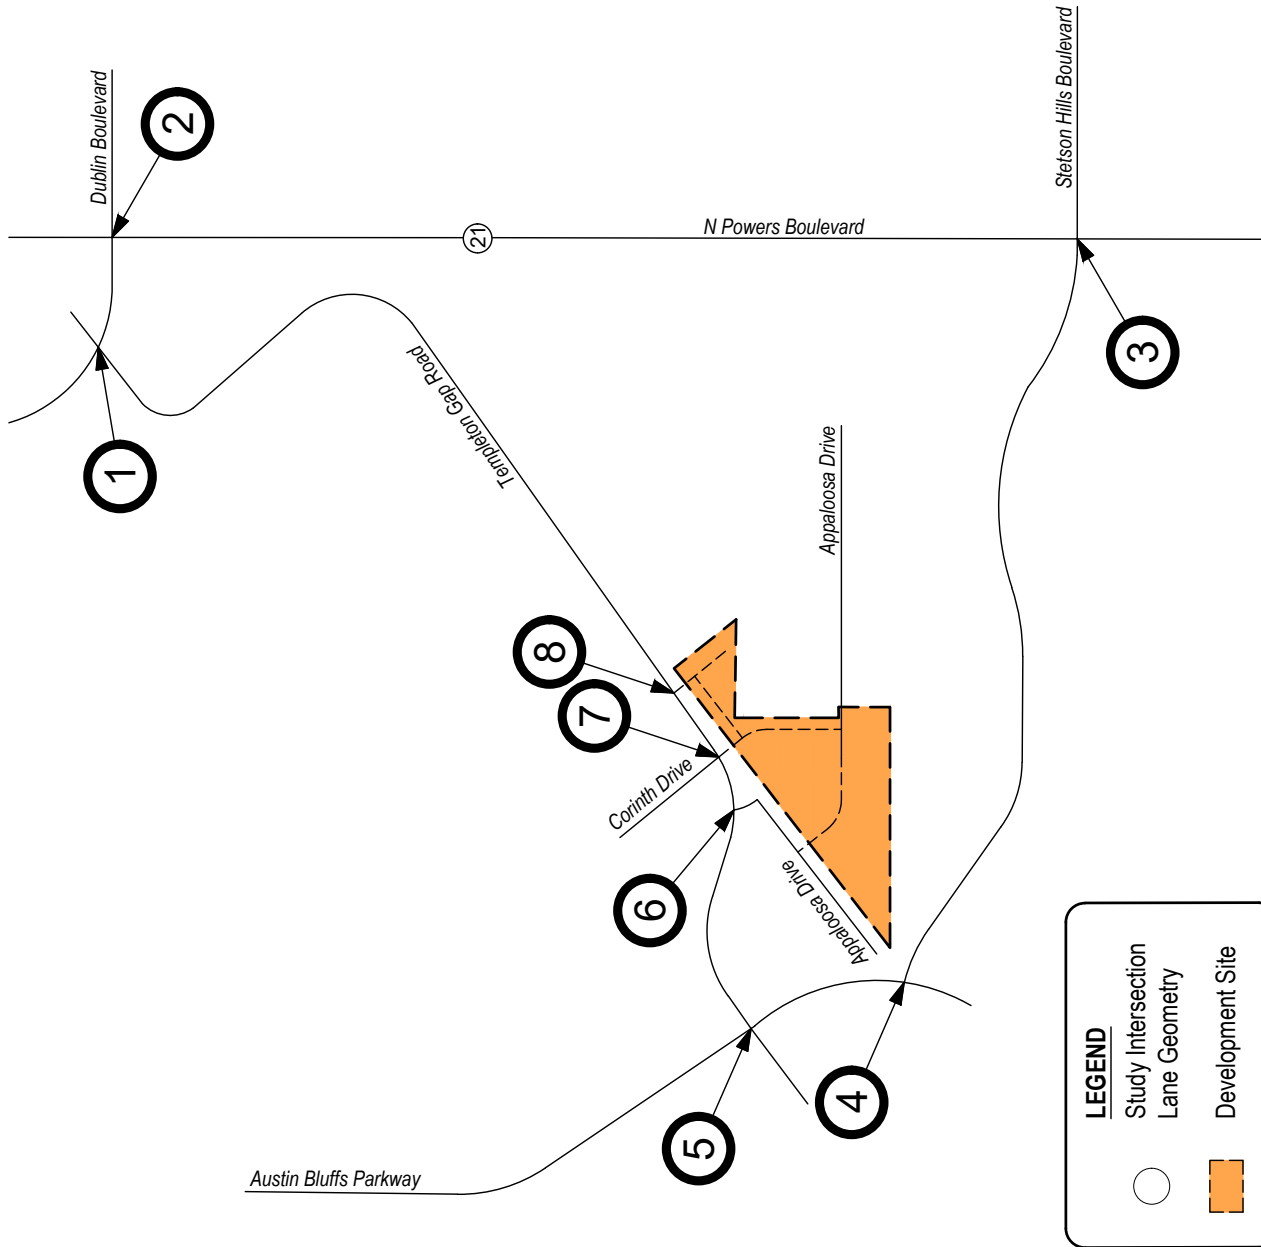 Dublin Boulevard
2
Stetson Hills Boulevard
21
N Powers Boulevard
1
3
Templeton Gap Road
Appaloosa Drive
8
7
Corinth Drive
6
Appaloosa Drive
5
4
Austin Bluffs Parkway
LEGEND
Study Intersection
Lane Geometry
Development Site